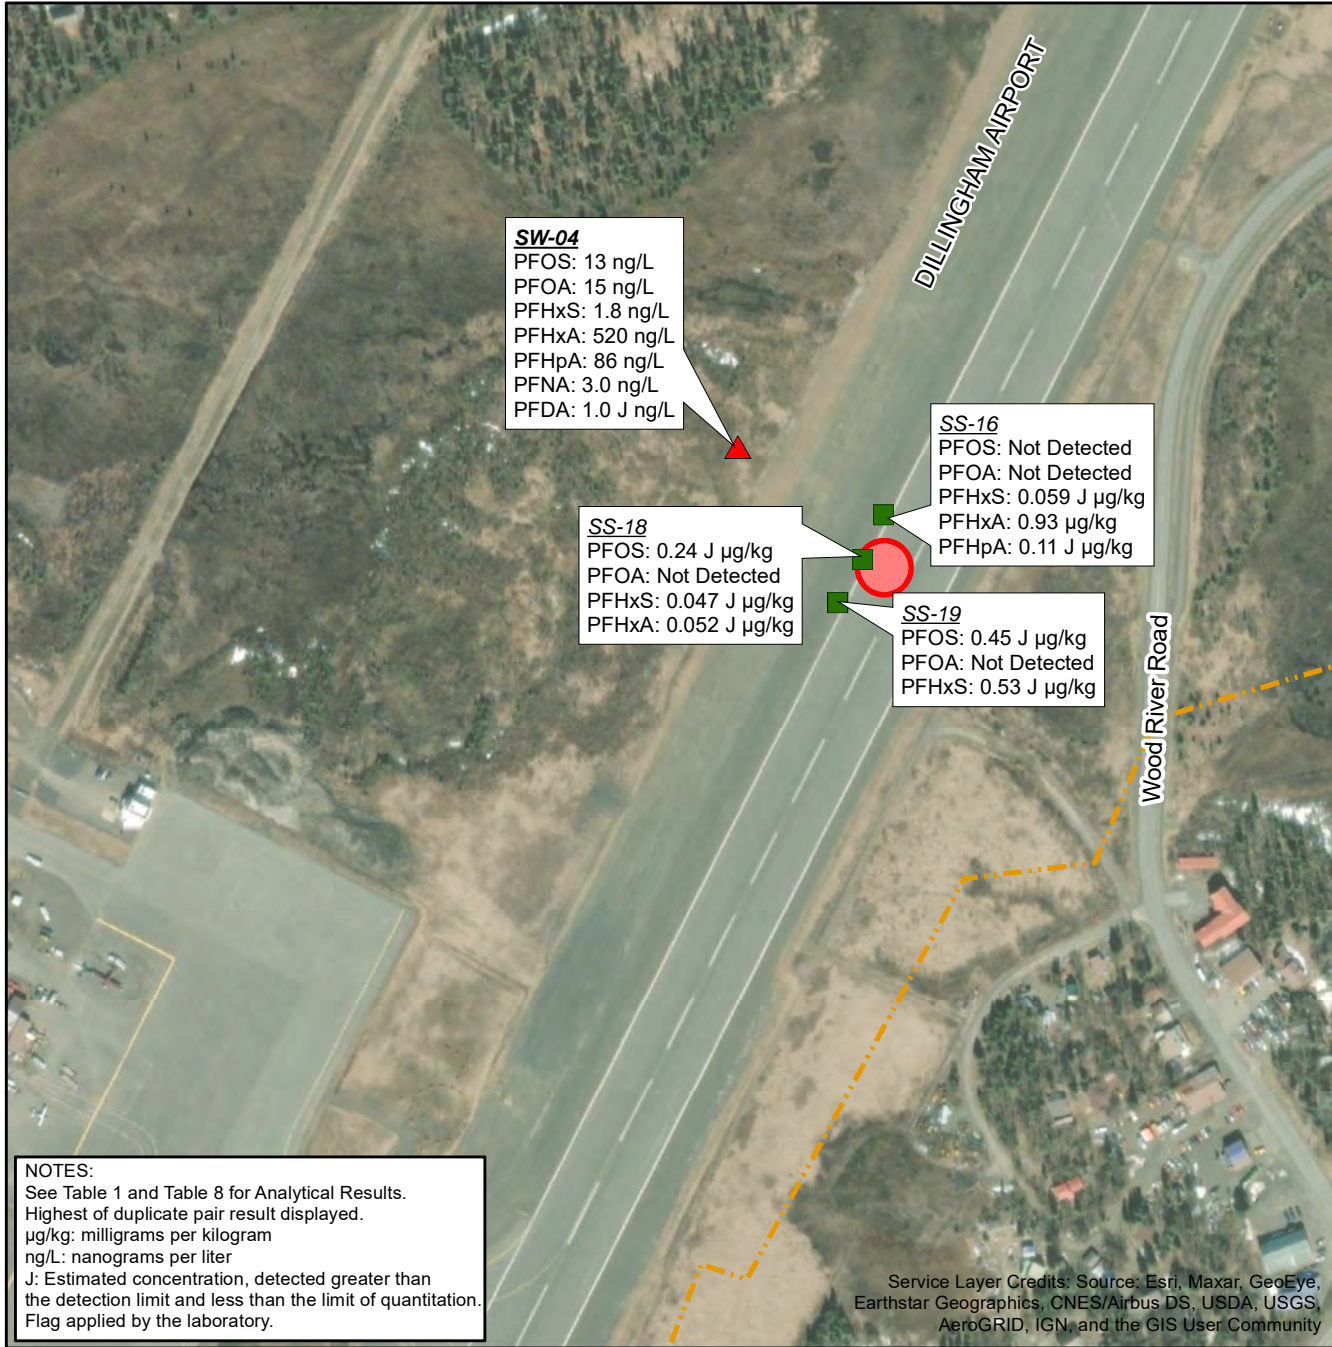 DILLINGHAM AIRPORT
SW-04
PFOS: 13 ng/L
PFOA: 15 ng/L
PFHxS: 1.8 ng/L
PFHxA: 520 ng/L
PFHpA: 86 ng/L
PFNA: 3.0 ng/L
PFDA: 1.0 J ng/L
SS-16
PFOS: Not Detected
PFOA: Not Detected
PFHxS: 0.059 J µg/kg
PFHxA: 0.93 µg/kg
PFHpA: 0.11 J µg/kg
SS-18
PFOS: 0.24 J µg/kg
PFOA: Not Detected
PFHxS: 0.047 J µg/kg
PFHxA: 0.052 J µg/kg
SS-19
PFOS: 0.45 J µg/kg
PFOA: Not Detected
PFHxS: 0.53 J µg/kg
Wood River Road
NOTES:
See Table 1 and Table 8 for Analytical Results.
Highest of duplicate pair result displayed.
µg/kg: milligrams per kilogram
ng/L: nanograms per liter
J: Estimated concentration, detected greater than
the detection limit and less than the limit of quantitation.
Flag applied by the laboratory.
Service Layer Credits: Source: Esri, Maxar, GeoEye,
Earthstar Geographics, CNES/Airbus DS, USDA, USGS,
AeroGRID, IGN, and the GIS User Community